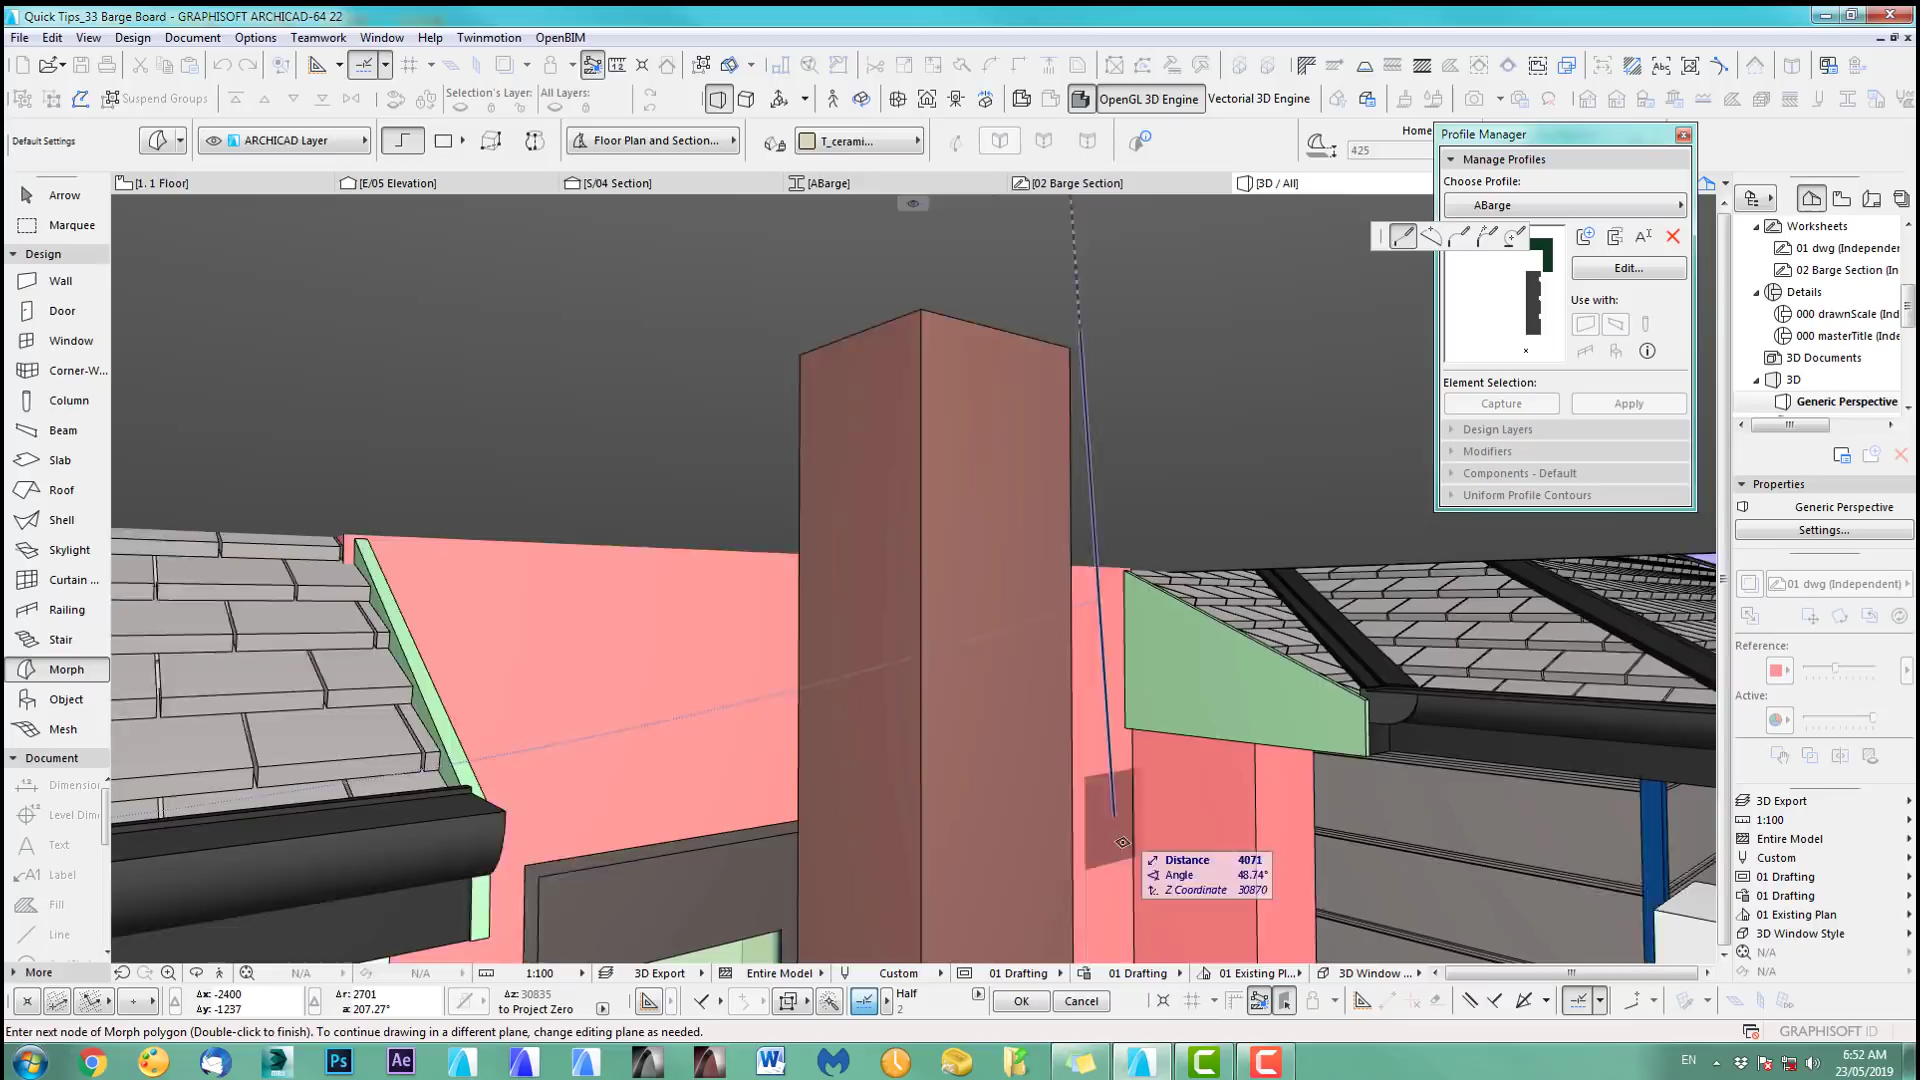 Quick Tips_33 Barge Board - GRAPHISOFT ARCHICAD-64 22
File Edit View Design Document Options Teamwork Window Help Twinmotion OpenBIM
Suspend Groups
Selection's Layer:
All Layers:
OpenGL 3D Engine
Vectorial 3D Engine
Default Settings
ARCHICAD Layer
Floor Plan and Section...
T_cerami...
Home
425
[1. 1 Floor]
[E/05 Elevation]
[S/04 Section]
[ABarge]
[02 Barge Section]
[3D / All]
Arrow
Marquee
Design
Wall
Door
Window
Corner-W...
Column
Beam
Slab
Roof
Shell
Skylight
Curtain ...
Railing
Stair
Morph
Object
Mesh
Document
Dimension
Level Dime
Text
Label
Fill
Line
More
Profile Manager
Manage Profiles
Choose Profile:
ABarge
Edit...
Use with:
Element Selection:
Capture
Apply
Design Layers
Modifiers
Components - Default
Uniform Profile Contours
Worksheets
01 dwg (Independer
02 Barge Section (In
Details
000 drawnScale (Ind
000 masterTitle (Inde
3D Documents
3D
Generic Perspective
Properties
Generic Perspective
Settings...
01 dwg (Independent)
Reference:
Active:
3D Export
1:100
Entire Model
Custom
01 Drafting
01 Drafting
01 Existing Plan
3D Window Style
N/A
N/A
Distance 4071
Angle 48.74°
Z Coordinate 30870
N/A
N/A
1:100
3D Export
Entire Model
Custom
01 Drafting
01 Drafting
01 Existing Pl...
3D Window ...
Δx: -2400
Δy: -1237
Δr: 2701
a: 207.27°
Δz: 30835
to Project Zero
Half
2
OK
Cancel
Enter next node of Morph polygon (Double-click to finish). To continue drawing in a different plane, change editing plane as needed.
GRAPHISOFT ID
Ps
Ae
EN
6:52 AM
23/05/2019